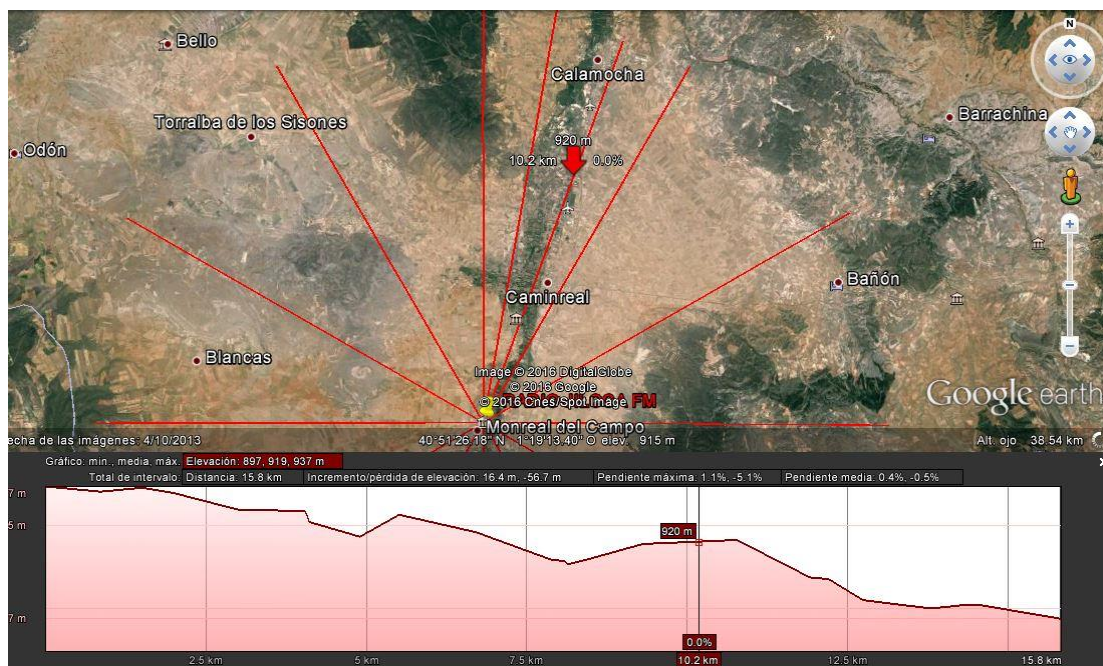 Bello
N
Calamocha
Torralba de los Sisones
Barrachina
Odón
920 m
10.2 km 0.0%
Caminreal
Bañón
Blancas
Image © 2016 DigitalGlobe
© 2016 Google
© 2016 Cnes/Spot Image
FM
Google earth
Monreal del Campo
echa de las imágenes: 4/10/2013 40°51'26.18" N 1°19'13.40" O elev. 915 m Alt. ojo 38.54 km
Gráfico: mín., media, máx. Elevación: 897, 919, 937 m
Total de intervalo: Distancia: 15.8 km Incremento/pérdida de elevación: 16.4 m, -56.7 m Pendiente máxima: 1.1%, -5.1% Pendiente media: 0.4%, -0.5%
7 m
5 m
920 m
7 m
0.0%
2.5 km 5 km 7.5 km 10.2 km 12.5 km 15.8 km